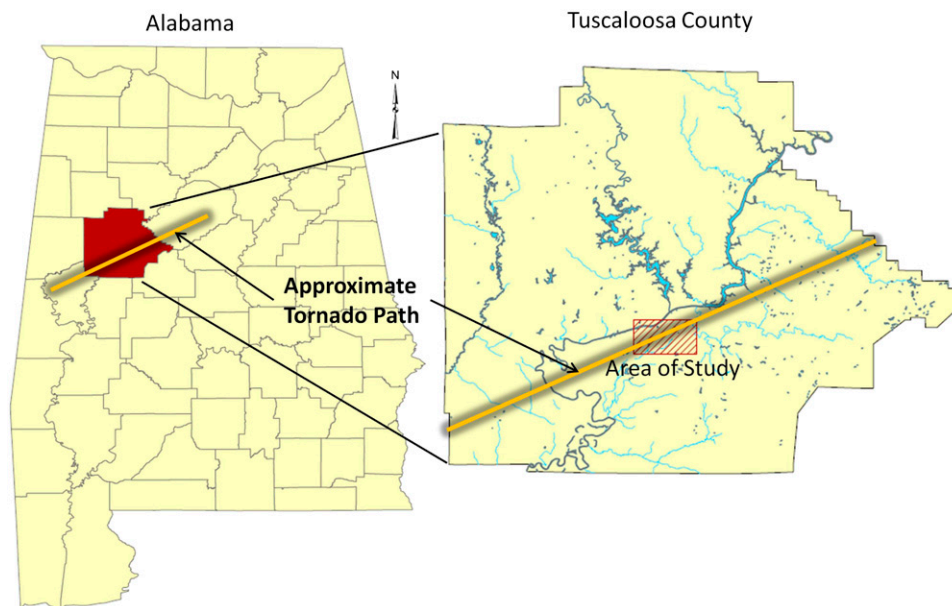 Alabama
Tuscaloosa County
N
Approximate
Tornado Path
Area of Study